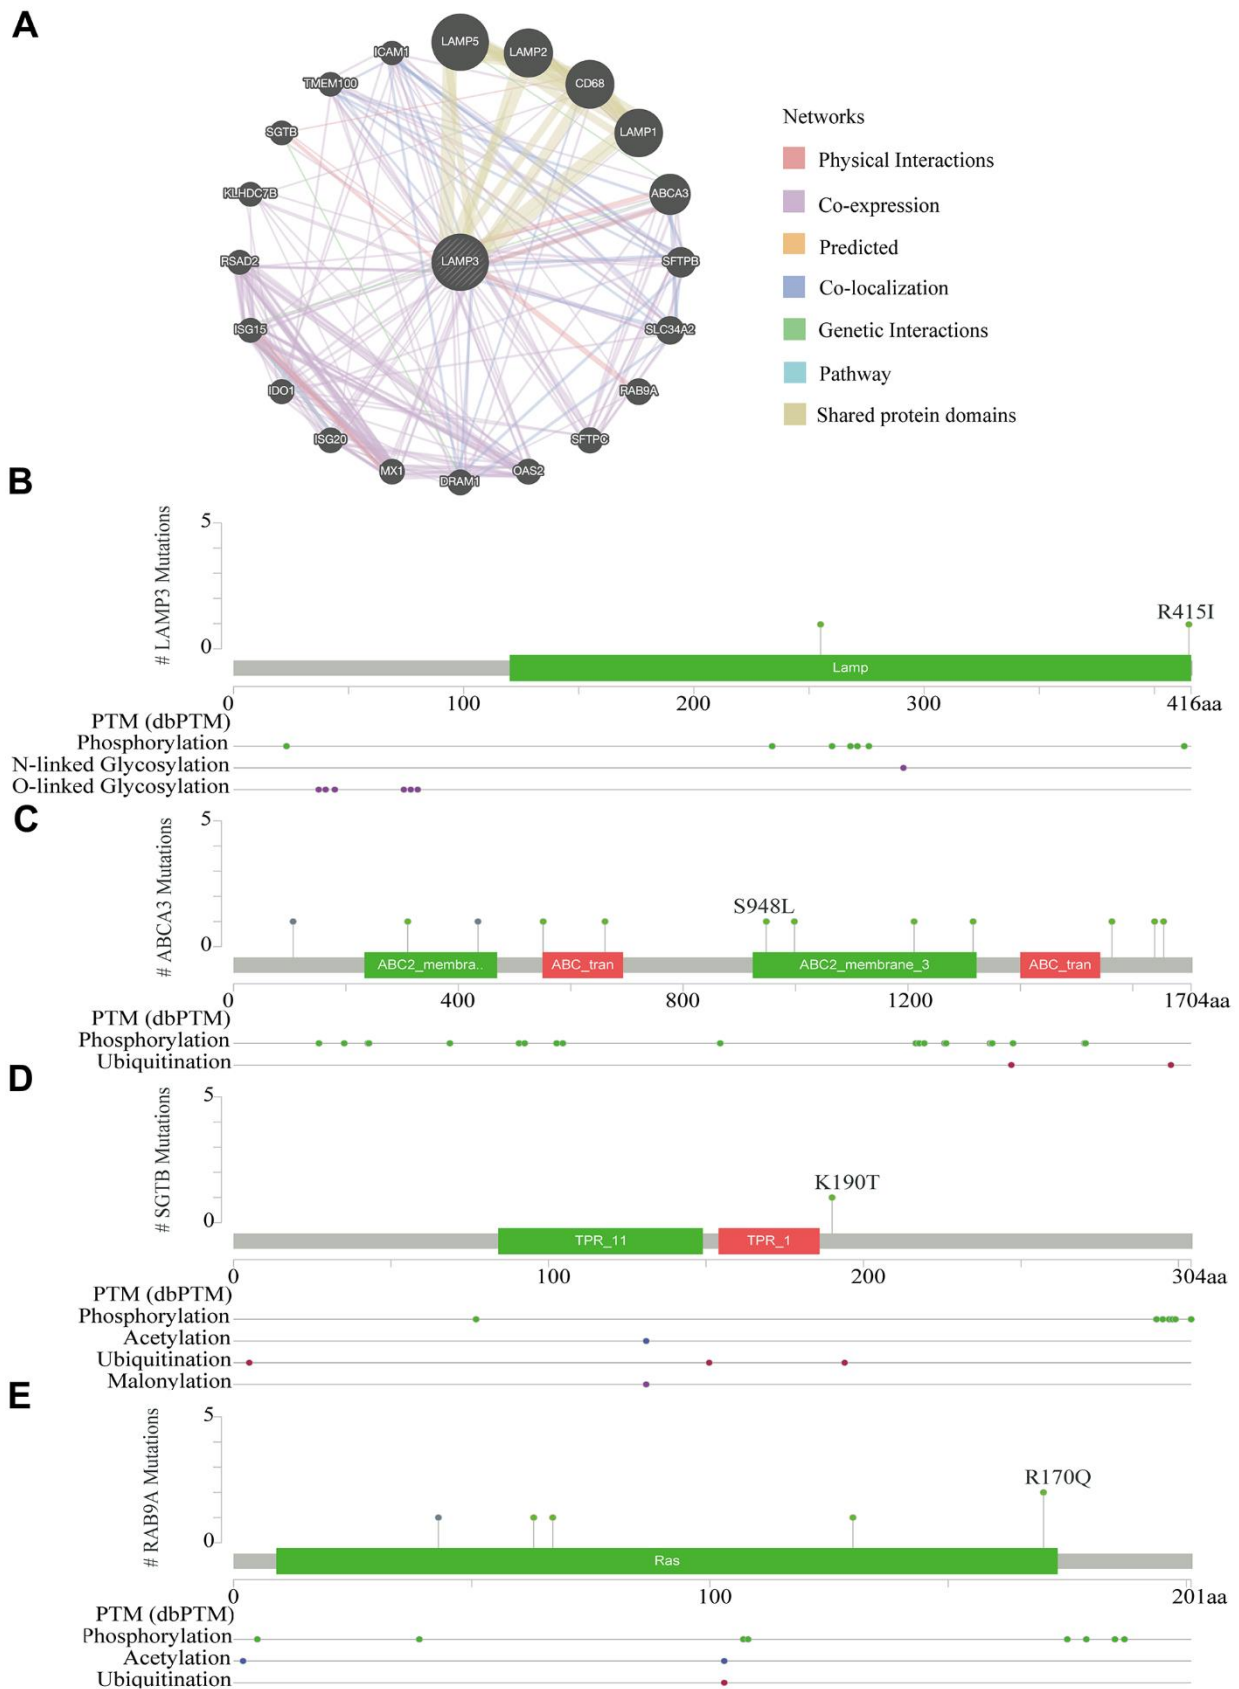 A
ICAM1
LAMP5
LAMP2
TMEM100
CD68
SGTB
LAMP1
KLHDC7B
ABCA3
RSAD2
LAMP3
SFTPB
ISG15
SLC34A2
IDO1
RAB9A
ISG20
SFTPC
MX1
DRAM1
OAS2
Networks
Physical Interactions
Co-expression
Predicted
Co-localization
Genetic Interactions
Pathway
Shared protein domains
B
# LAMP3 Mutations
5
0
R415I
Lamp
0 100 200 300 416aa
PTM (dbPTM)
Phosphorylation
N-linked Glycosylation
O-linked Glycosylation
C
# ABCA3 Mutations
5
0
S948L
ABC2_membra.. ABC_tran ABC2_membrane_3 ABC_tran
0 400 800 1200 1704aa
PTM (dbPTM)
Phosphorylation
Ubiquitination
D
# SGTB Mutations
5
0
K190T
TPR_11 TPR_1
0 100 200 304aa
PTM (dbPTM)
Phosphorylation
Acetylation
Ubiquitination
Malonylation
E
# RAB9A Mutations
5
0
R170Q
Ras
0 100 201aa
PTM (dbPTM)
Phosphorylation
Acetylation
Ubiquitination